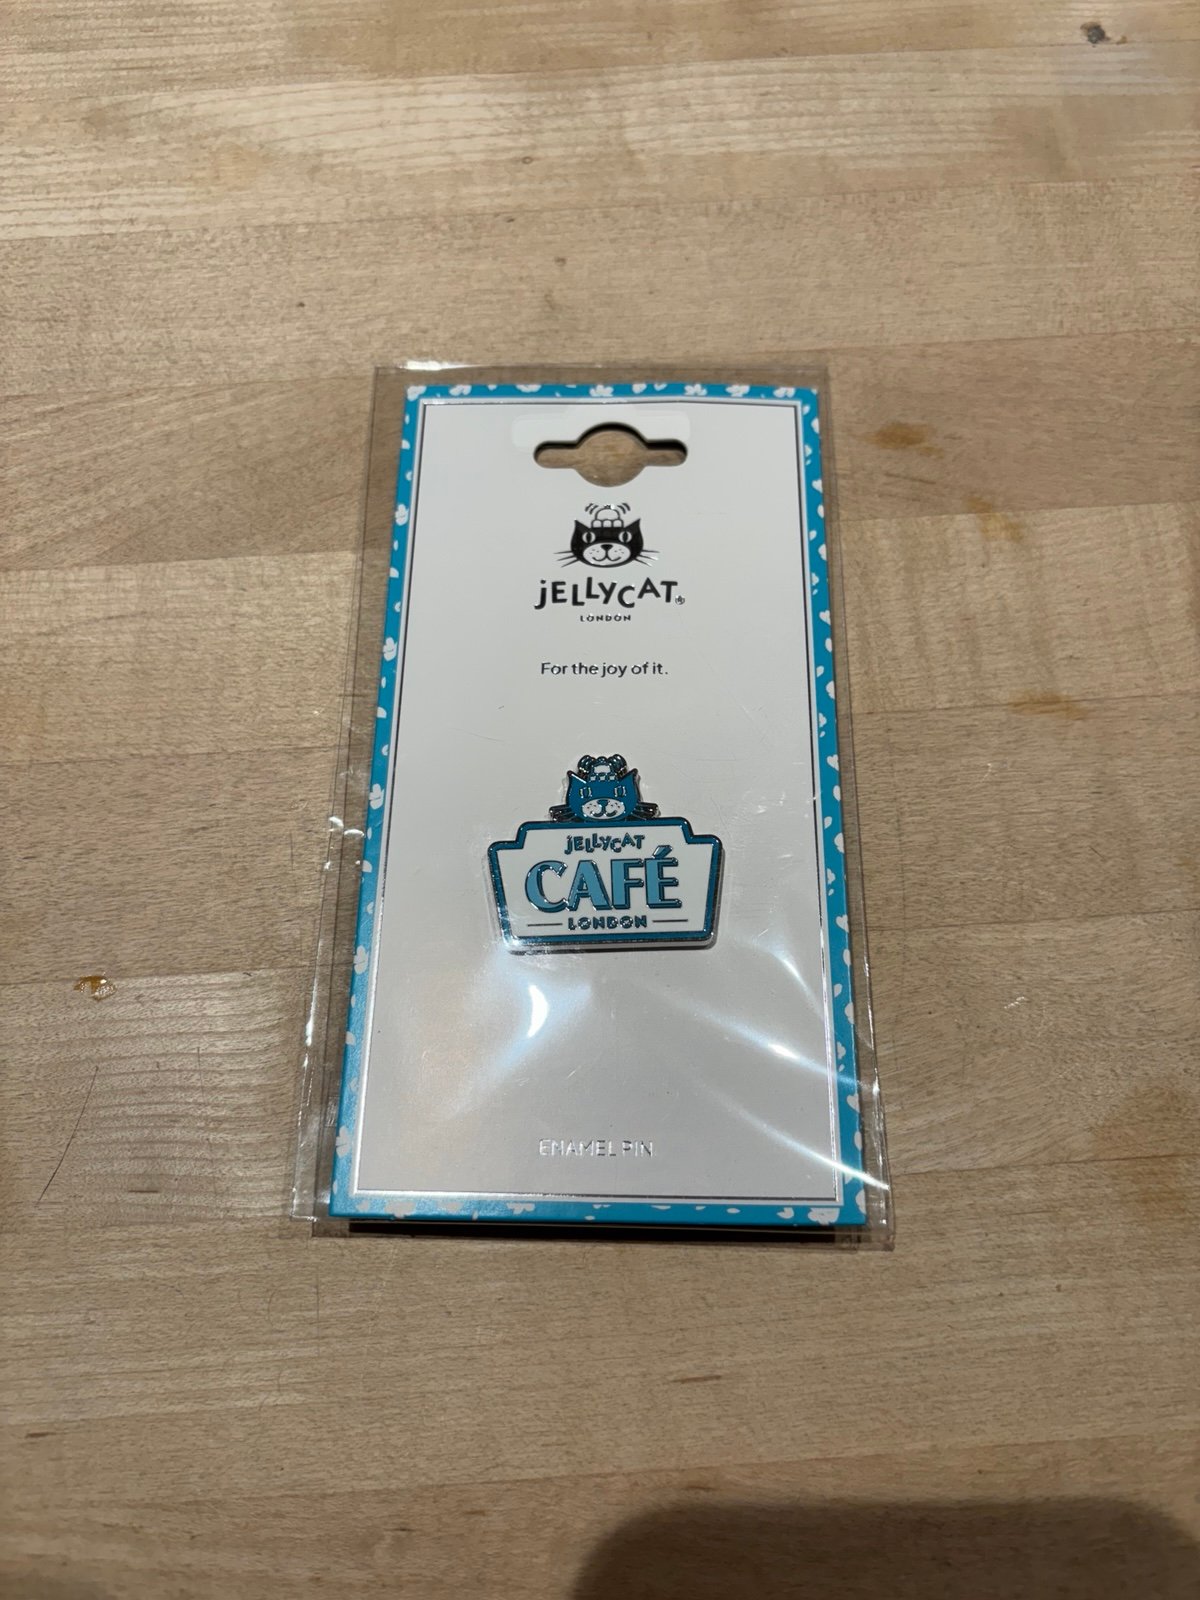 jELLYCAT
LONDON
For the joy of it.
jELLYCAT
CAFÉ
LONDON
ENAMEL PIN